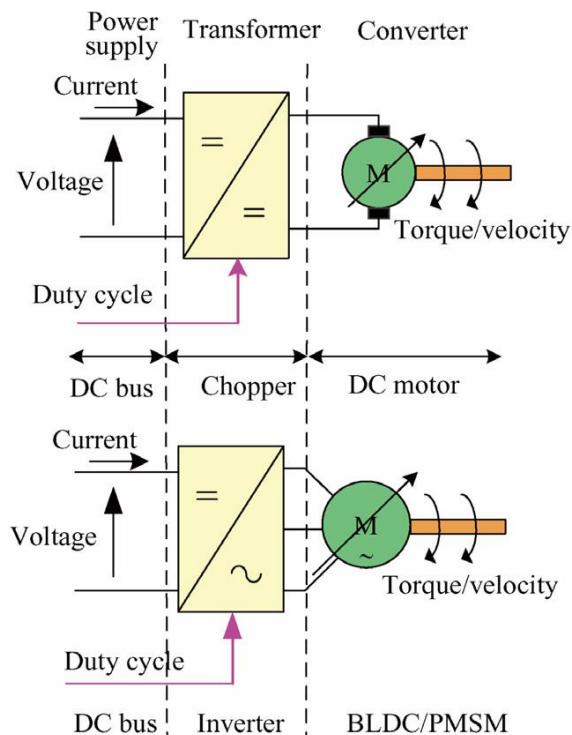 Power
supply
Transformer
Converter
Current
Voltage
=
=
M
Torque/velocity
Duty cycle
DC bus
Chopper
DC motor
Current
Voltage
=
~
M
~
Torque/velocity
Duty cycle
DC bus
Inverter
BLDC/PMSM